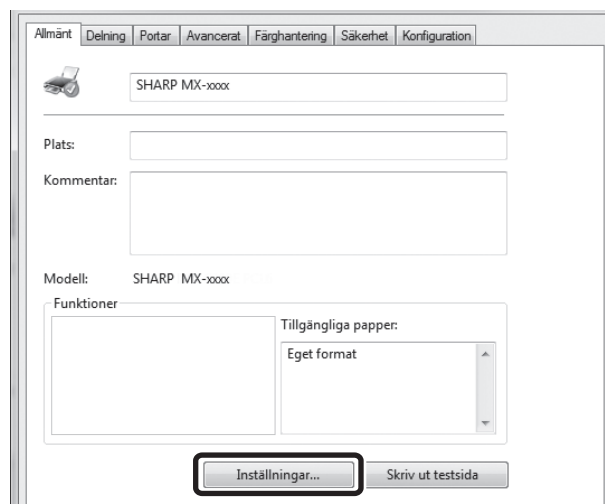 Allmänt Delning Portar Avancerat Färghantering Säkerhet Konfiguration
SHARP MX-xxxx
Plats:
Kommentar:
Modell: SHARP MX-xxxx
Funktioner
Tillgängliga papper:
Eget format
Inställningar... Skriv ut testsida